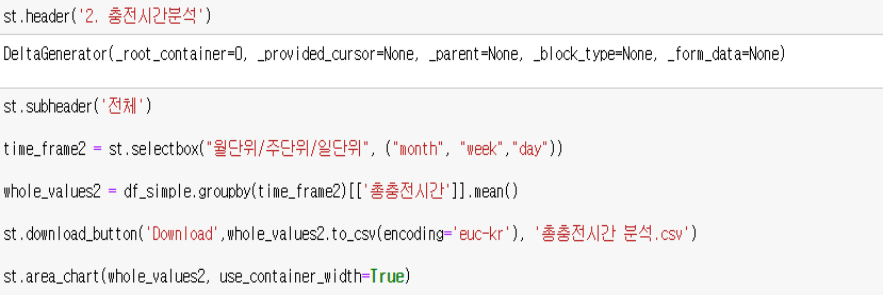 st.header('2. 충전시간분석')
DeltaGenerator(_root_container=0, _provided_cursor=None, _parent=None, _block_type=None, _form_data=None)
st.subheader('전체')
time_frame2 = st.selectbox("월단위/주단위/일단위", ("month", "week","day"))
whole_values2 = df_simple.groupby(time_frame2)[['총충전시간']].mean()
st.download_button('Download',whole_values2.to_csv(encoding='euc-kr'), '총충전시간 분석.csv')
st.area_chart(whole_values2, use_container_width=True)